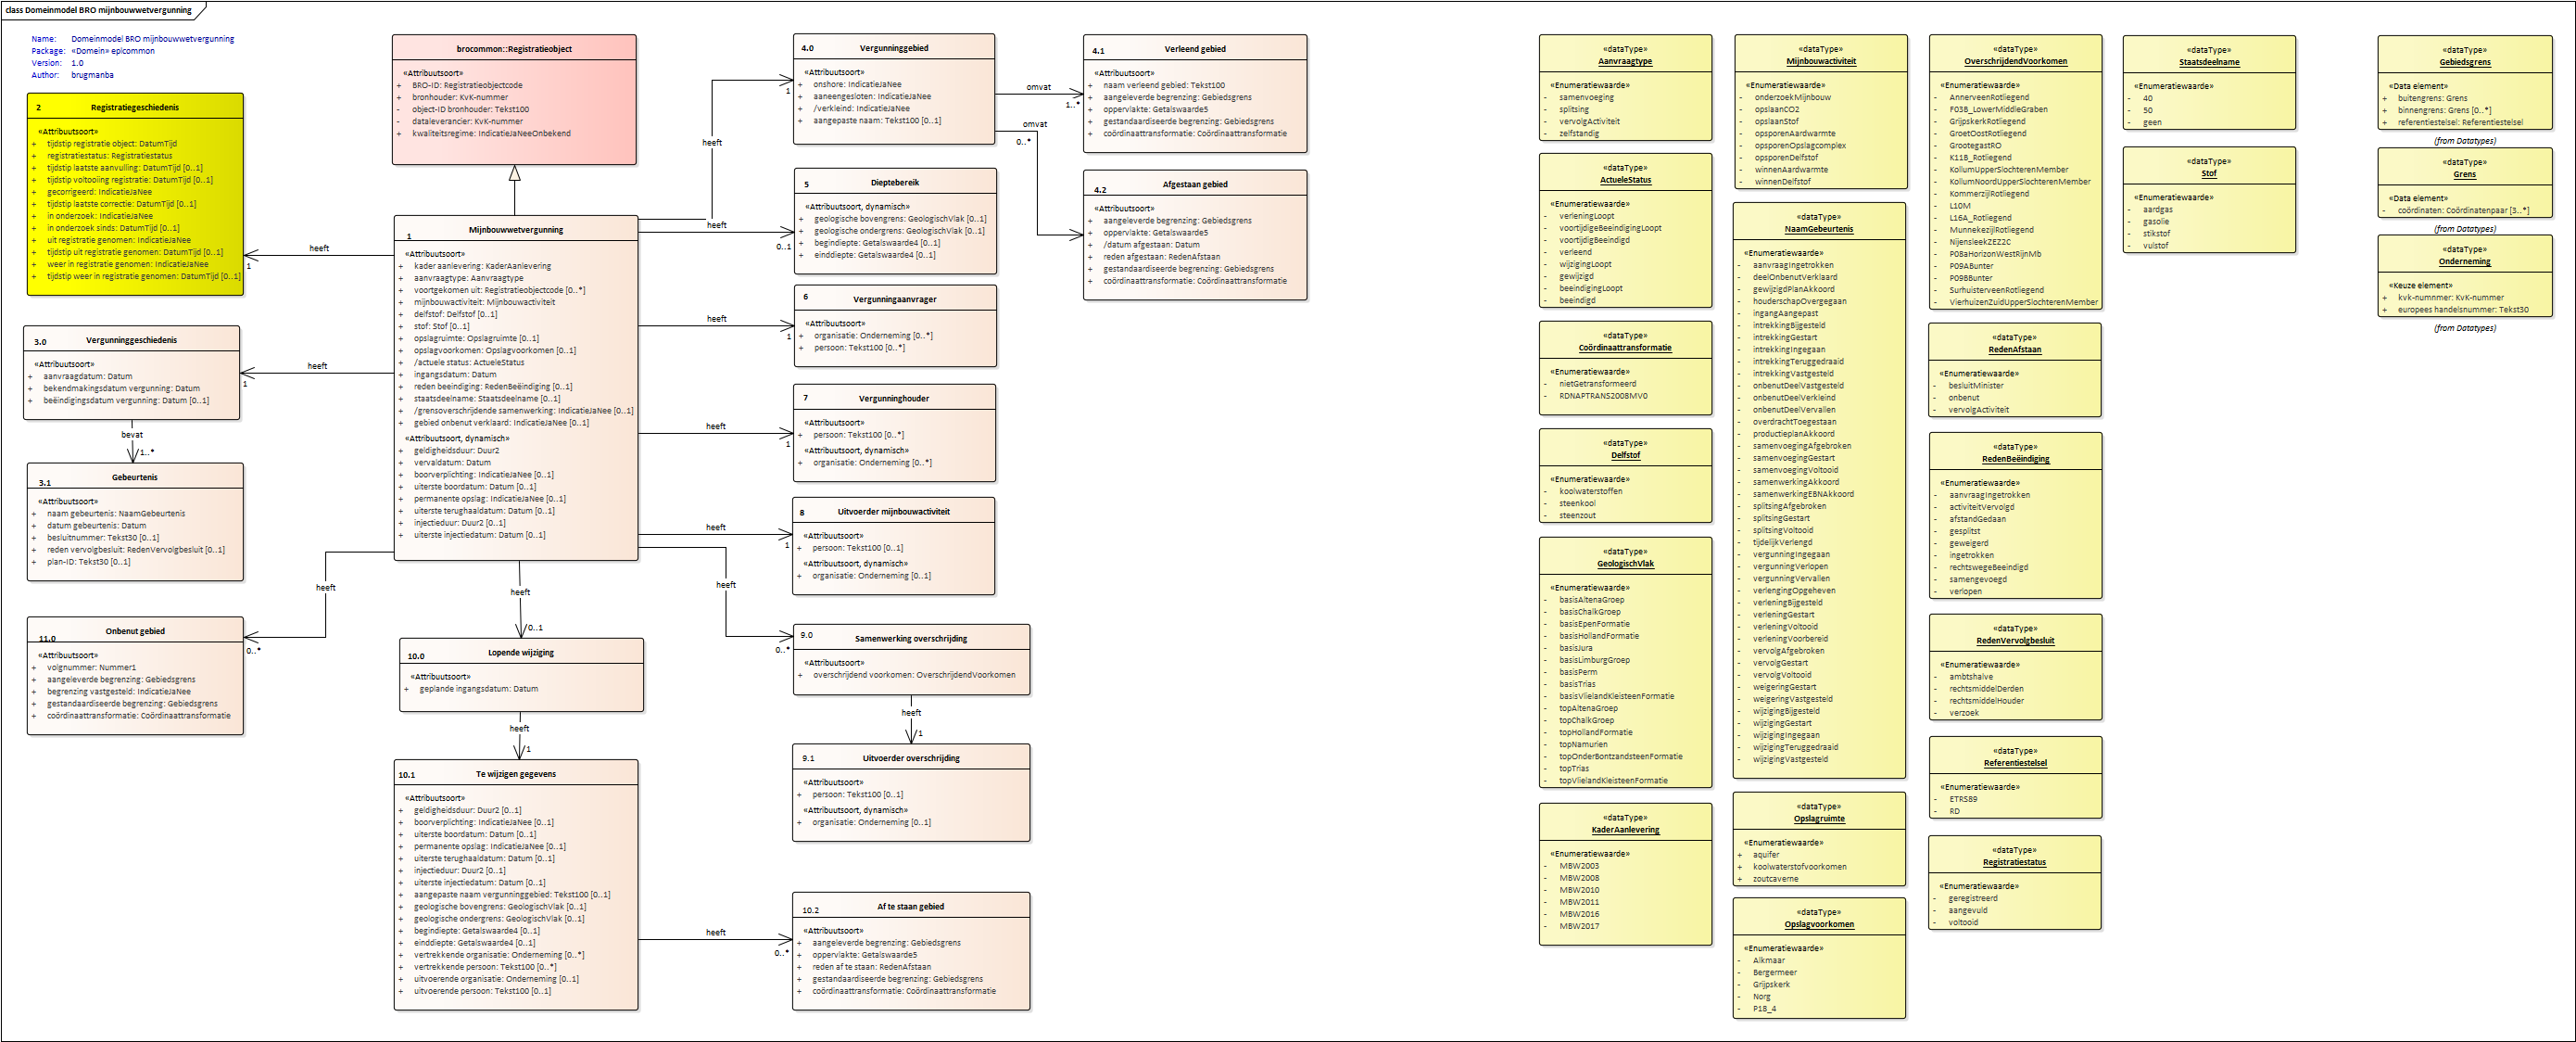 class Domeinmodel BRO mijnbouwwetvergunning
Name: Domeinmodel BRO mijnbouwwetvergunning
Package: «Domein» eplcommon
Version: 1.0
Author: brugmanba
2 Registratiegeschiedenis
«Attribuutsoort»
+ tijdstip registratie object: DatumTijd
+ registratiestatus: Registratiestatus
+ tijdstip laatste aanvulling: DatumTijd [0..1]
+ tijdstip voltooiing registratie: DatumTijd [0..1]
+ gecorrigeerd: IndicatieJaNee
+ tijdstip laatste correctie: DatumTijd [0..1]
+ in onderzoek: IndicatieJaNee
+ in onderzoek sinds: DatumTijd [0..1]
+ uit registratie genomen: IndicatieJaNee
+ tijdstip uit registratie genomen: DatumTijd [0..1]
+ weer in registratie genomen: IndicatieJaNee
+ tijdstip weer in registratie genomen: DatumTijd [0..1]
heeft
1
3.0 Vergunninggeschiedenis
«Attribuutsoort»
+ aanvraagdatum: Datum
+ bekendmakingsdatum vergunning: Datum
+ beëindigingsdatum vergunning: Datum [0..1]
heeft
1
bevat
1..*
3.1 Gebeurtenis
«Attribuutsoort»
+ naam gebeurtenis: NaamGebeurtenis
+ datum gebeurtenis: Datum
+ besluitnummer: Tekst30 [0..1]
+ reden vervolgbesluit: RedenVervolgbesluit [0..1]
+ plan-ID: Tekst30 [0..1]
heeft
0..*
11.0 Onbenut gebied
«Attribuutsoort»
+ volgnummer: Nummer1
+ aangeleverde begrenzing: Gebiedsgrens
+ begrenzing vastgesteld: IndicatieJaNee
+ gestandaardiseerde begrenzing: Gebiedsgrens
+ coördinaattransformatie: Coördinaattransformatie
brocommon::Registratieobject
«Attribuutsoort»
+ BRO-ID: Registratieobjectcode
+ bronhouder: KvK-nummer
- object-ID bronhouder: Tekst100
- dataleverancier: KvK-nummer
+ kwaliteitsregime: IndicatieJaNeeOnbekend
1 Mijnbouwwetvergunning
«Attribuutsoort»
+ kader aanlevering: KaderAanlevering
+ aanvraagtype: Aanvraagtype
+ voortgekomen uit: Registratieobjectcode [0..*]
+ mijnbouwactiviteit: Mijnbouwactiviteit
+ delfstof: Delfstof [0..1]
+ stof: Stof [0..1]
+ opslagruimte: Opslagruimte [0..1]
+ opslagvoorkomen: Opslagvoorkomen [0..1]
+ /actuele status: ActueleStatus
+ ingangsdatum: Datum
+ reden beeindiging: RedenBeëindiging [0..1]
+ staatsdeelname: Staatsdeelname [0..1]
+ /grensoverschrijdende samenwerking: IndicatieJaNee [0..1]
+ gebied onbenut verklaard: IndicatieJaNee [0..1]
«Attribuutsoort, dynamisch»
+ geldigheidsduur: Duur2
+ vervaldatum: Datum
+ boorverplichting: IndicatieJaNee [0..1]
+ uiterste boordatum: Datum [0..1]
+ permanente opslag: IndicatieJaNee [0..1]
+ uiterste terughaaldatum: Datum [0..1]
+ injectieduur: Duur2 [0..1]
+ uiterste injectiedatum: Datum [0..1]
heeft
0..1
10.0 Lopende wijziging
«Attribuutsoort»
+ geplande ingangsdatum: Datum
heeft
1
10.1 Te wijzigen gegevens
«Attribuutsoort»
+ geldigheidsduur: Duur2 [0..1]
+ boorverplichting: IndicatieJaNee [0..1]
+ uiterste boordatum: Datum [0..1]
+ permanente opslag: IndicatieJaNee [0..1]
+ uiterste terughaaldatum: Datum [0..1]
+ injectieduur: Duur2 [0..1]
+ uiterste injectiedatum: Datum [0..1]
+ aangepaste naam vergunninggebied: Tekst100 [0..1]
+ geologische bovengrens: GeologischVlak [0..1]
+ geologische ondergrens: GeologischVlak [0..1]
+ begindiepte: Getalswaarde4 [0..1]
+ einddiepte: Getalswaarde4 [0..1]
+ vertrekkende organisatie: Onderneming [0..*]
+ vertrekkende persoon: Tekst100 [0..*]
+ uitvoerende organisatie: Onderneming [0..1]
+ uitvoerende persoon: Tekst100 [0..1]
heeft
1
4.0 Vergunninggebied
«Attribuutsoort»
+ onshore: IndicatieJaNee
+ aaneengesloten: IndicatieJaNee
+ /verkleind: IndicatieJaNee
+ aangepaste naam: Tekst100 [0..1]
heeft
0..1
5 Dieptebereik
«Attribuutsoort, dynamisch»
+ geologische bovengrens: GeologischVlak [0..1]
+ geologische ondergrens: GeologischVlak [0..1]
+ begindiepte: Getalswaarde4 [0..1]
+ einddiepte: Getalswaarde4 [0..1]
heeft
1
6 Vergunningaanvrager
«Attribuutsoort»
+ organisatie: Onderneming [0..*]
+ persoon: Tekst100 [0..*]
heeft
1
7 Vergunninghouder
«Attribuutsoort»
+ persoon: Tekst100 [0..*]
«Attribuutsoort, dynamisch»
+ organisatie: Onderneming [0..*]
heeft
1
8 Uitvoerder mijnbouwactiviteit
«Attribuutsoort»
+ persoon: Tekst100 [0..1]
«Attribuutsoort, dynamisch»
+ organisatie: Onderneming [0..1]
heeft
0..*
9.0 Samenwerking overschrijding
«Attribuutsoort»
+ overschrijdend voorkomen: OverschrijdendVoorkomen
heeft
1
9.1 Uitvoerder overschrijding
«Attribuutsoort»
+ persoon: Tekst100 [0..1]
«Attribuutsoort, dynamisch»
+ organisatie: Onderneming [0..1]
heeft
0..*
10.2 Af te staan gebied
«Attribuutsoort»
+ aangeleverde begrenzing: Gebiedsgrens
+ oppervlakte: Getalswaarde5
+ reden af te staan: RedenAfstaan
+ gestandaardiseerde begrenzing: Gebiedsgrens
+ coördinaattransformatie: Coördinaattransformatie
omvat
1..*
omvat
0..*
4.1 Verleend gebied
«Attribuutsoort»
+ naam verleend gebied: Tekst100
+ aangeleverde begrenzing: Gebiedsgrens
+ oppervlakte: Getalswaarde5
+ gestandaardiseerde begrenzing: Gebiedsgrens
+ coördinaattransformatie: Coördinaattransformatie
4.2 Afgestaan gebied
«Attribuutsoort»
+ aangeleverde begrenzing: Gebiedsgrens
+ oppervlakte: Getalswaarde5
+ /datum afgestaan: Datum
+ reden afgestaan: RedenAfstaan
+ gestandaardiseerde begrenzing: Gebiedsgrens
+ coördinaattransformatie: Coördinaattransformatie
«dataType»
Aanvraagtype
«Enumeratiewaarde»
- samenvoeging
- splitsing
- vervolgActiviteit
- zelfstandig
«dataType»
ActueleStatus
«Enumeratiewaarde»
- verleningLoopt
- voortijdigeBeeindigingLoopt
- voortijdigBeeindigd
- verleend
- wijzigingLoopt
- gewijzigd
- beeindigingLoopt
- beeindigd
«dataType»
Coördinaattransformatie
«Enumeratiewaarde»
- nietGetransformeerd
- RDNAPTRANS2008MV0
«dataType»
Delfstof
«Enumeratiewaarde»
- koolwaterstoffen
- steenkool
- steenzout
«dataType»
GeologischVlak
«Enumeratiewaarde»
- basisAltenaGroep
- basisChalkGroep
- basisEpenFormatie
- basisHollandFormatie
- basisJura
- basisLimburgGroep
- basisPerm
- basisTrias
- basisVlielandKleisteenFormatie
- topAltenaGroep
- topChalkGroep
- topHollandFormatie
- topNamurien
- topOnderBontzandsteenFormatie
- topTrias
- topVlielandKleisteenFormatie
«dataType»
KaderAanlevering
«Enumeratiewaarde»
- MBW2003
- MBW2008
- MBW2010
- MBW2011
- MBW2016
- MBW2017
«dataType»
Mijnbouwactiviteit
«Enumeratiewaarde»
- onderzoekMijnbouw
- opslaanCO2
- opslaanStof
- opsporenAardwarmte
- opsporenOpslagcomplex
- opsporenDelfstof
- winnenAardwarmte
- winnenDelfstof
«dataType»
NaamGebeurtenis
«Enumeratiewaarde»
- aanvraagIngetrokken
- deelOnbenutVerklaard
- gewijzigdPlanAkkoord
- houderschapOvergegaan
- ingangAangepast
- intrekkingBijgesteld
- intrekkingGestart
- intrekkingIngegaan
- intrekkingTeruggedraaid
- intrekkingVastgesteld
- onbenutDeelVastgesteld
- onbenutDeelVerkleind
- onbenutDeelVervallen
- overdrachtToegestaan
- productieplanAkkoord
- samenvoegingAfgebroken
- samenvoegingGestart
- samenvoegingVoltooid
- samenwerkingAkkoord
- samenwerkingEBNAkkoord
- splitsingAfgebroken
- splitsingGestart
- splitsingVoltooid
- tijdelijkVerlengd
- vergunningIngegaan
- vergunningVerlopen
- vergunningVervallen
- verlengingOpgeheven
- verleningBijgesteld
- verleningGestart
- verleningVoltooid
- verleningVoorbereid
- vervolgAfgebroken
- vervolgGestart
- vervolgVoltooid
- weigeringGestart
- weigeringVastgesteld
- wijzigingBijgesteld
- wijzigingGestart
- wijzigingIngegaan
- wijzigingTeruggedraaid
- wijzigingVastgesteld
«dataType»
Opslagruimte
«Enumeratiewaarde»
+ aquifer
+ koolwaterstofvoorkomen
+ zoutcaverne
«dataType»
Opslagvoorkomen
«Enumeratiewaarde»
- Alkmaar
- Bergermeer
- Grijpskerk
- Norg
- P18_4
«dataType»
OverschrijdendVoorkomen
«Enumeratiewaarde»
- AnnerveenRotliegend
- F03B_LowerMiddleGraben
- GrijpskerkRotliegend
- GroetOostRotliegend
- GrootegastRO
- K11B_Rotliegend
- KollumUpperSlochterenMember
- KollumNoordUpperSlochterenMember
- KommerzijlRotliegend
- L10M
- L16A_Rotliegend
- MunnekezijlRotliegend
- NijensleekZEZ2C
- P08aHorizonWestRijnMb
- P09ABunter
- P09BBunter
- SurhuisterveenRotliegend
- VierhuizenZuidUpperSlochterenMember
«dataType»
RedenAfstaan
«Enumeratiewaarde»
- besluitMinister
- onbenut
- vervolgActiviteit
«dataType»
RedenBeëindiging
«Enumeratiewaarde»
- aanvraagIngetrokken
- activiteitVervolgd
- afstandGedaan
- gesplitst
- geweigerd
- ingetrokken
- rechtswegeBeeindigd
- samengevoegd
- verlopen
«dataType»
RedenVervolgbesluit
«Enumeratiewaarde»
- ambtshalve
- rechtsmiddelDerden
- rechtsmiddelHouder
- verzoek
«dataType»
Referentiestelsel
«Enumeratiewaarde»
- ETRS89
- RD
«dataType»
Registratiestatus
«Enumeratiewaarde»
- geregistreerd
- aangevuld
- voltooid
«dataType»
Staatsdeelname
«Enumeratiewaarde»
- 40
- 50
- geen
«dataType»
Stof
«Enumeratiewaarde»
- aardgas
- gasolie
- stikstof
- vulstof
«dataType»
Gebiedsgrens
«Data element»
+ buitengrens: Grens
+ binnengrens: Grens [0..*]
+ referentiestelsel: Referentiestelsel
(from Datatypes)
«dataType»
Grens
«Data element»
- coördinaten: Coördinatenpaar [3..*]
(from Datatypes)
«dataType»
Onderneming
«Keuze element»
+ kvk-numnmer: KvK-nummer
+ europees handelsnummer: Tekst30
(from Datatypes)